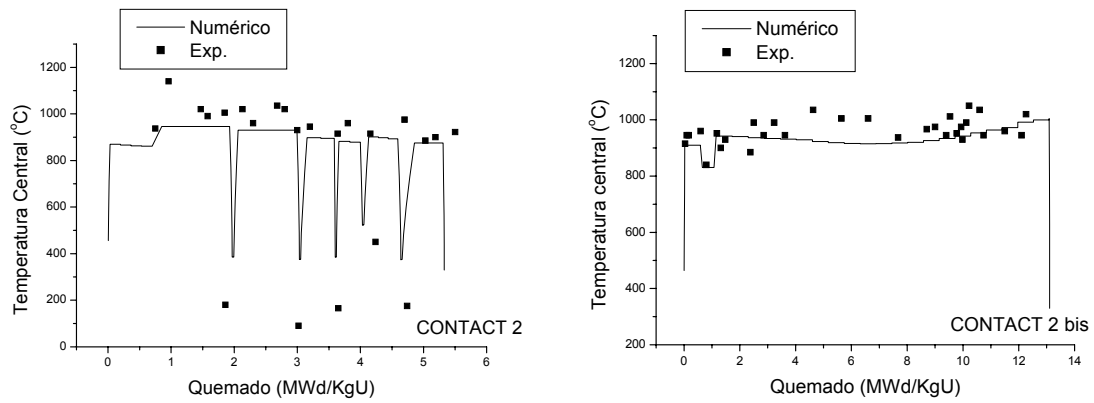 Numérico
Exp.
1200
1000
800
600
400
200
0
Temperatura Central (°C)
0 1 2 3 4 5 6
Quemado (MWd/KgU)
CONTACT 2
Numérico
Exp.
1200
1000
800
600
400
200
Temperatura central (°C)
0 2 4 6 8 10 12 14
Quemado (MWd/KgU)
CONTACT 2 bis